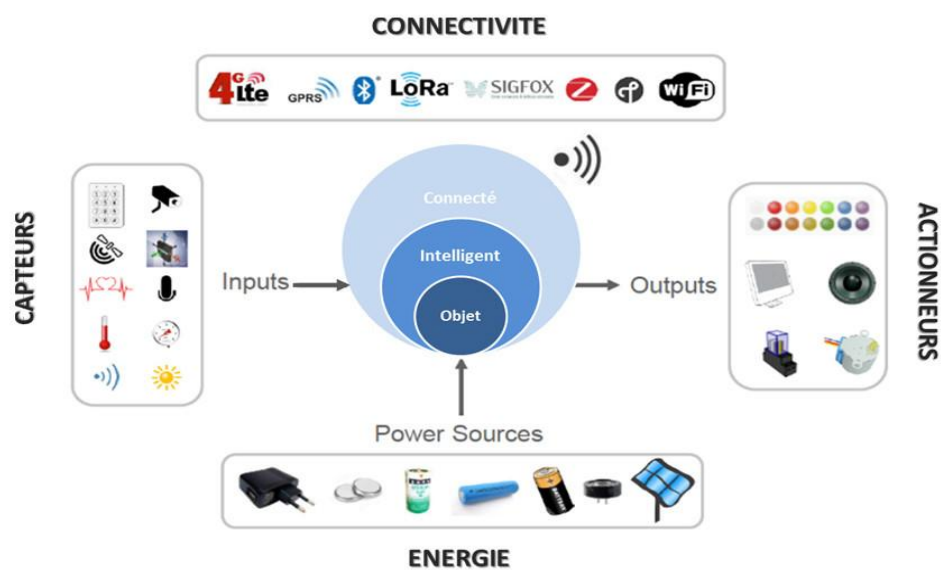 CONNECTIVITE
4G lte GPRS LoRa SIGFOX WiFi
CAPTEURS
Connecté
Intelligent
Objet
Inputs
Outputs
ACTIONNEURS
Power Sources
ENERGIE